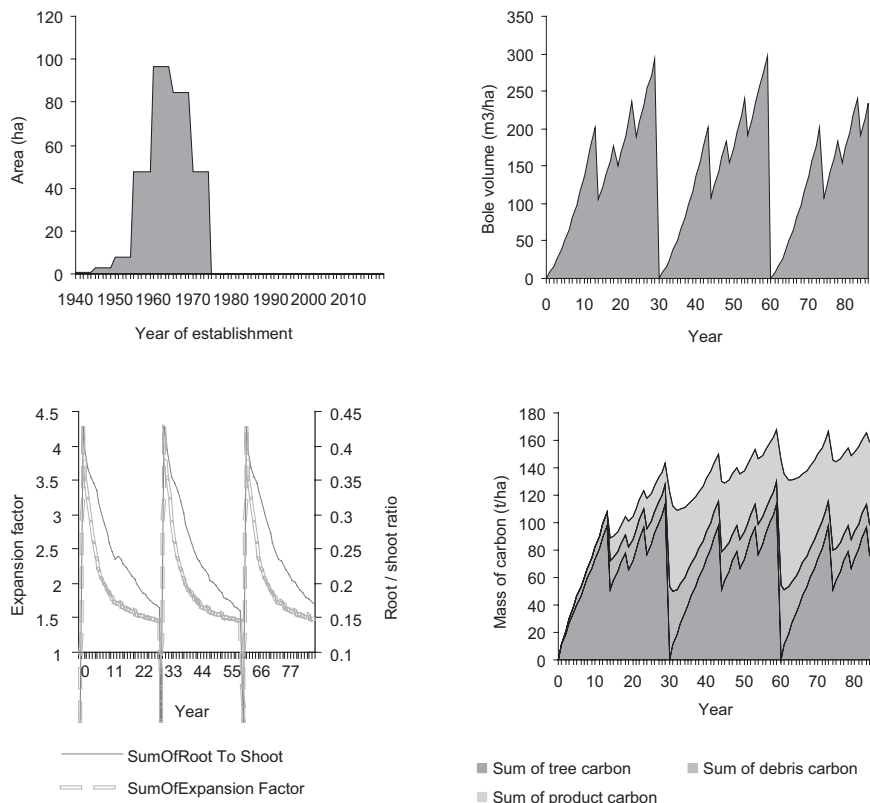 120
100
80
60
40
20
0
Area (ha)
1940 1950 1960 1970 1980 1990 2000 2010
Year of establishment
350
300
250
200
150
100
50
0
Bole volume (m3/ha)
0 10 20 30 40 50 60 70 80
Year
4.5
4
3.5
3
2.5
2
1.5
1
Expansion factor
0.45
0.4
0.35
0.3
0.25
0.2
0.15
0.1
Root / shoot ratio
0 11 22 33 44 55 66 77
Year
SumOfRoot To Shoot
SumOfExpansion Factor
180
160
140
120
100
80
60
40
20
0
Mass of carbon (t/ha)
0 10 20 30 40 50 60 70 80
Year
Sum of tree carbon
Sum of debris carbon
Sum of product carbon